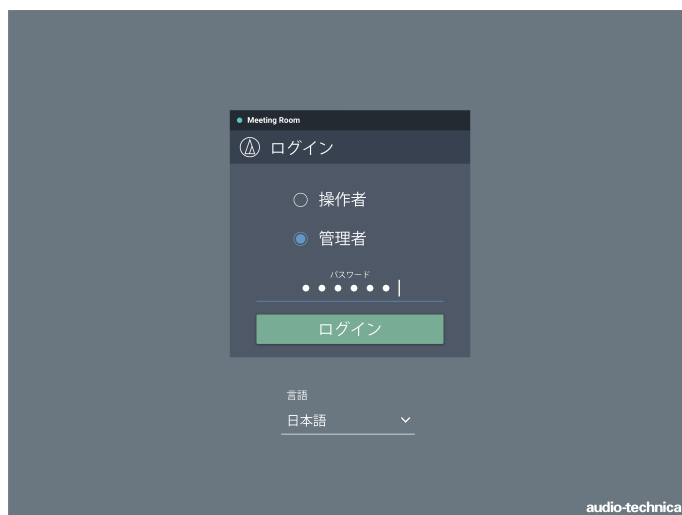 Meeting Room
ログイン
操作者
管理者
パスワード
ログイン
言語
日本語
audio-technica